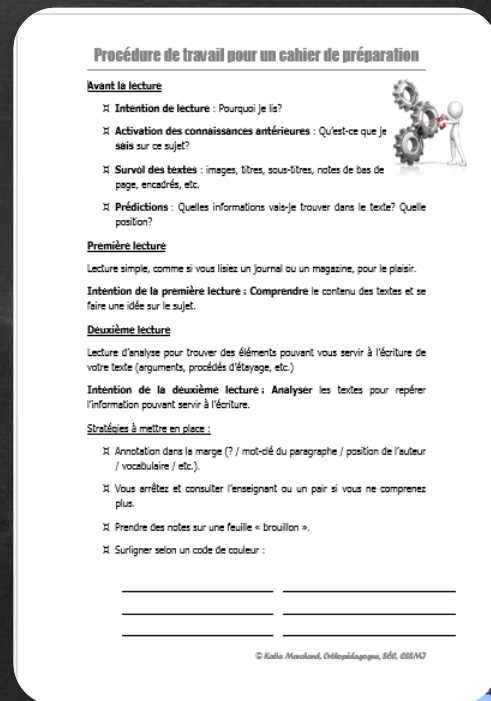 Procédure de travail pour un cahier de préparation
Avant la lecture
¤ Intention de lecture : Pourquoi je lis?
¤ Activation des connaissances antérieures : Qu'est-ce que je
sais sur ce sujet?
¤ Survol des textes : images, titres, sous-titres, notes de bas de
page, encadrés, etc.
¤ Prédictions : Quelles informations vais-je trouver dans le texte? Quelle
position?
Première lecture
Lecture simple, comme si vous lisiez un journal ou un magazine, pour le plaisir.
Intention de la première lecture : Comprendre le contenu des textes et se
faire une idée sur le sujet.
Deuxième lecture
Lecture d'analyse pour trouver des éléments pouvant vous servir à l'écriture de
votre texte (arguments, procédés d'étayage, etc.)
Intention de la deuxième lecture : Analyser les textes pour repérer
l'information pouvant servir à l'écriture.
Stratégies à mettre en place :
¤ Annotation dans la marge (? / mot-clé du paragraphe / position de l'auteur
/ vocabulaire / etc.).
¤ Vous arrêtez et consulter l'enseignant ou un pair si vous ne comprenez
plus.
¤ Prendre des notes sur une feuille « brouillon ».
¤ Surligner selon un code de couleur :
© Katia Marchand, Orthopédagogue,